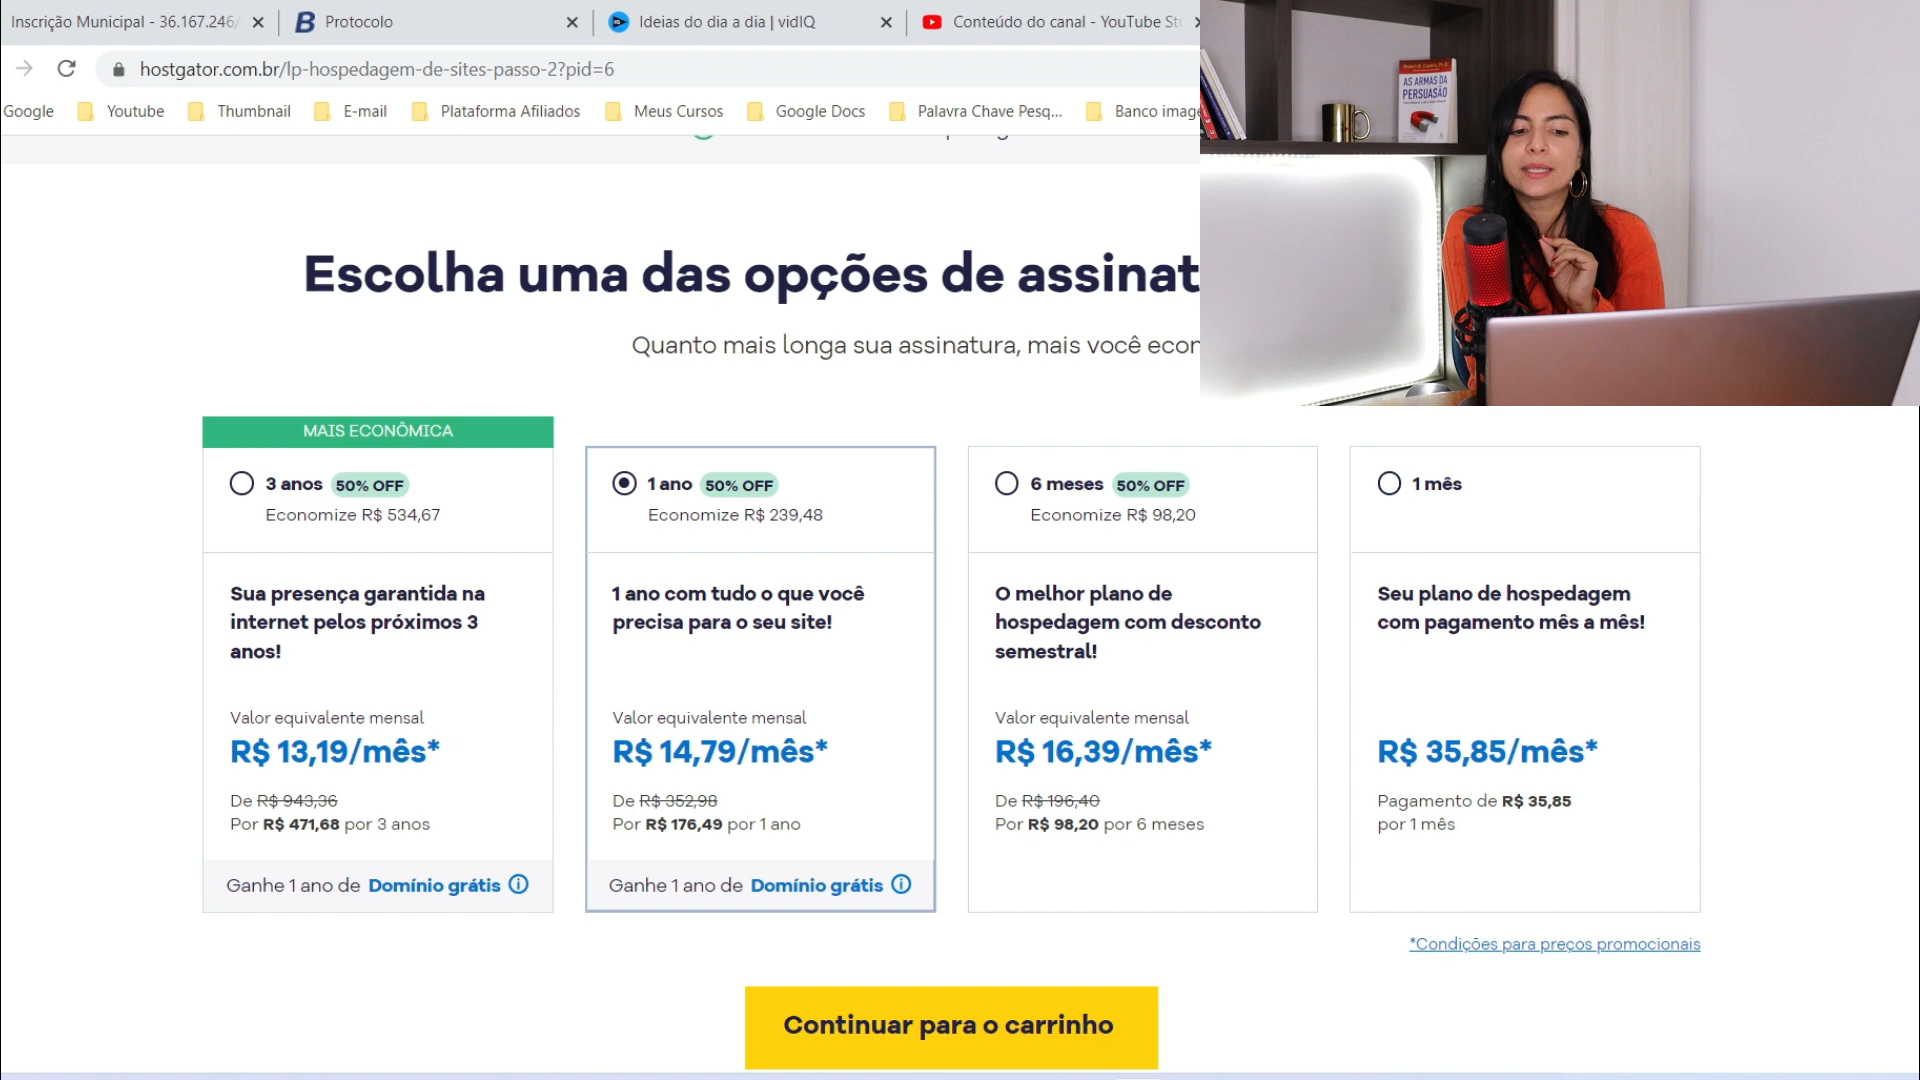 Inscrição Municipal - 36.167.246/
Protocolo
Ideias do dia a dia | vidIQ
Conteúdo do canal - YouTube Stu
hostgator.com.br/lp-hospedagem-de-sites-passo-2?pid=6
Google
Youtube
Thumbnail
E-mail
Plataforma Afiliados
Meus Cursos
Google Docs
Palavra Chave Pesq...
Banco image
AS ARMAS DA
PERSUASÃO
Escolha uma das opções de assinat
Quanto mais longa sua assinatura, mais você econ
MAIS ECONÔMICA
3 anos 50% OFF
Economize R$ 534,67
Sua presença garantida na
internet pelos próximos 3
anos!
Valor equivalente mensal
R$ 13,19/mês*
De R$ 943,36
Por R$ 471,68 por 3 anos
Ganhe 1 ano de Domínio grátis
1 ano 50% OFF
Economize R$ 239,48
1 ano com tudo o que você
precisa para o seu site!
Valor equivalente mensal
R$ 14,79/mês*
De R$ 352,98
Por R$ 176,49 por 1 ano
Ganhe 1 ano de Domínio grátis
6 meses 50% OFF
Economize R$ 98,20
O melhor plano de
hospedagem com desconto
semestral!
Valor equivalente mensal
R$ 16,39/mês*
De R$ 196,40
Por R$ 98,20 por 6 meses
1 mês
Seu plano de hospedagem
com pagamento mês a mês!
R$ 35,85/mês*
Pagamento de R$ 35,85
por 1 mês
*Condições para preços promocionais
Continuar para o carrinho